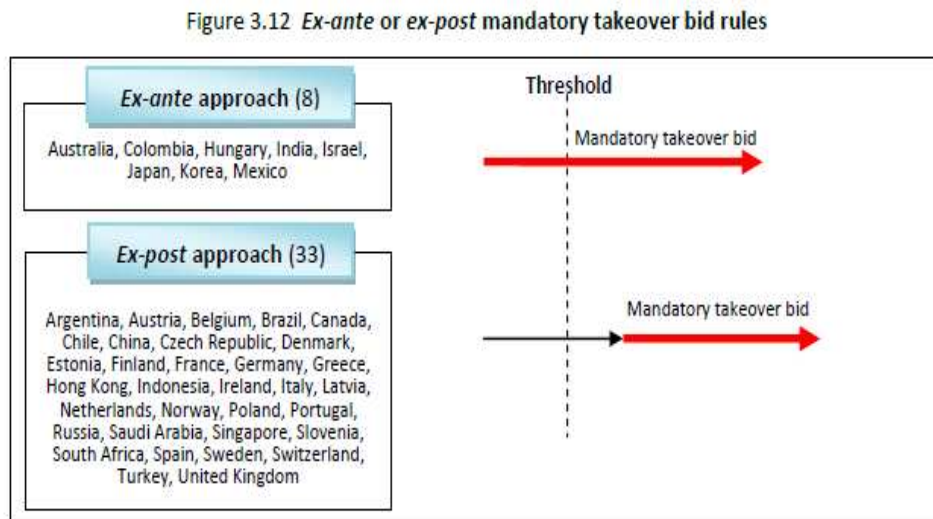 Figure 3.12 Ex-ante or ex-post mandatory takeover bid rules
Ex-ante approach (8)
Australia, Colombia, Hungary, India, Israel,
Japan, Korea, Mexico
Threshold
Mandatory takeover bid
Ex-post approach (33)
Argentina, Austria, Belgium, Brazil, Canada,
Chile, China, Czech Republic, Denmark,
Estonia, Finland, France, Germany, Greece,
Hong Kong, Indonesia, Ireland, Italy, Latvia,
Netherlands, Norway, Poland, Portugal,
Russia, Saudi Arabia, Singapore, Slovenia,
South Africa, Spain, Sweden, Switzerland,
Turkey, United Kingdom
Mandatory takeover bid